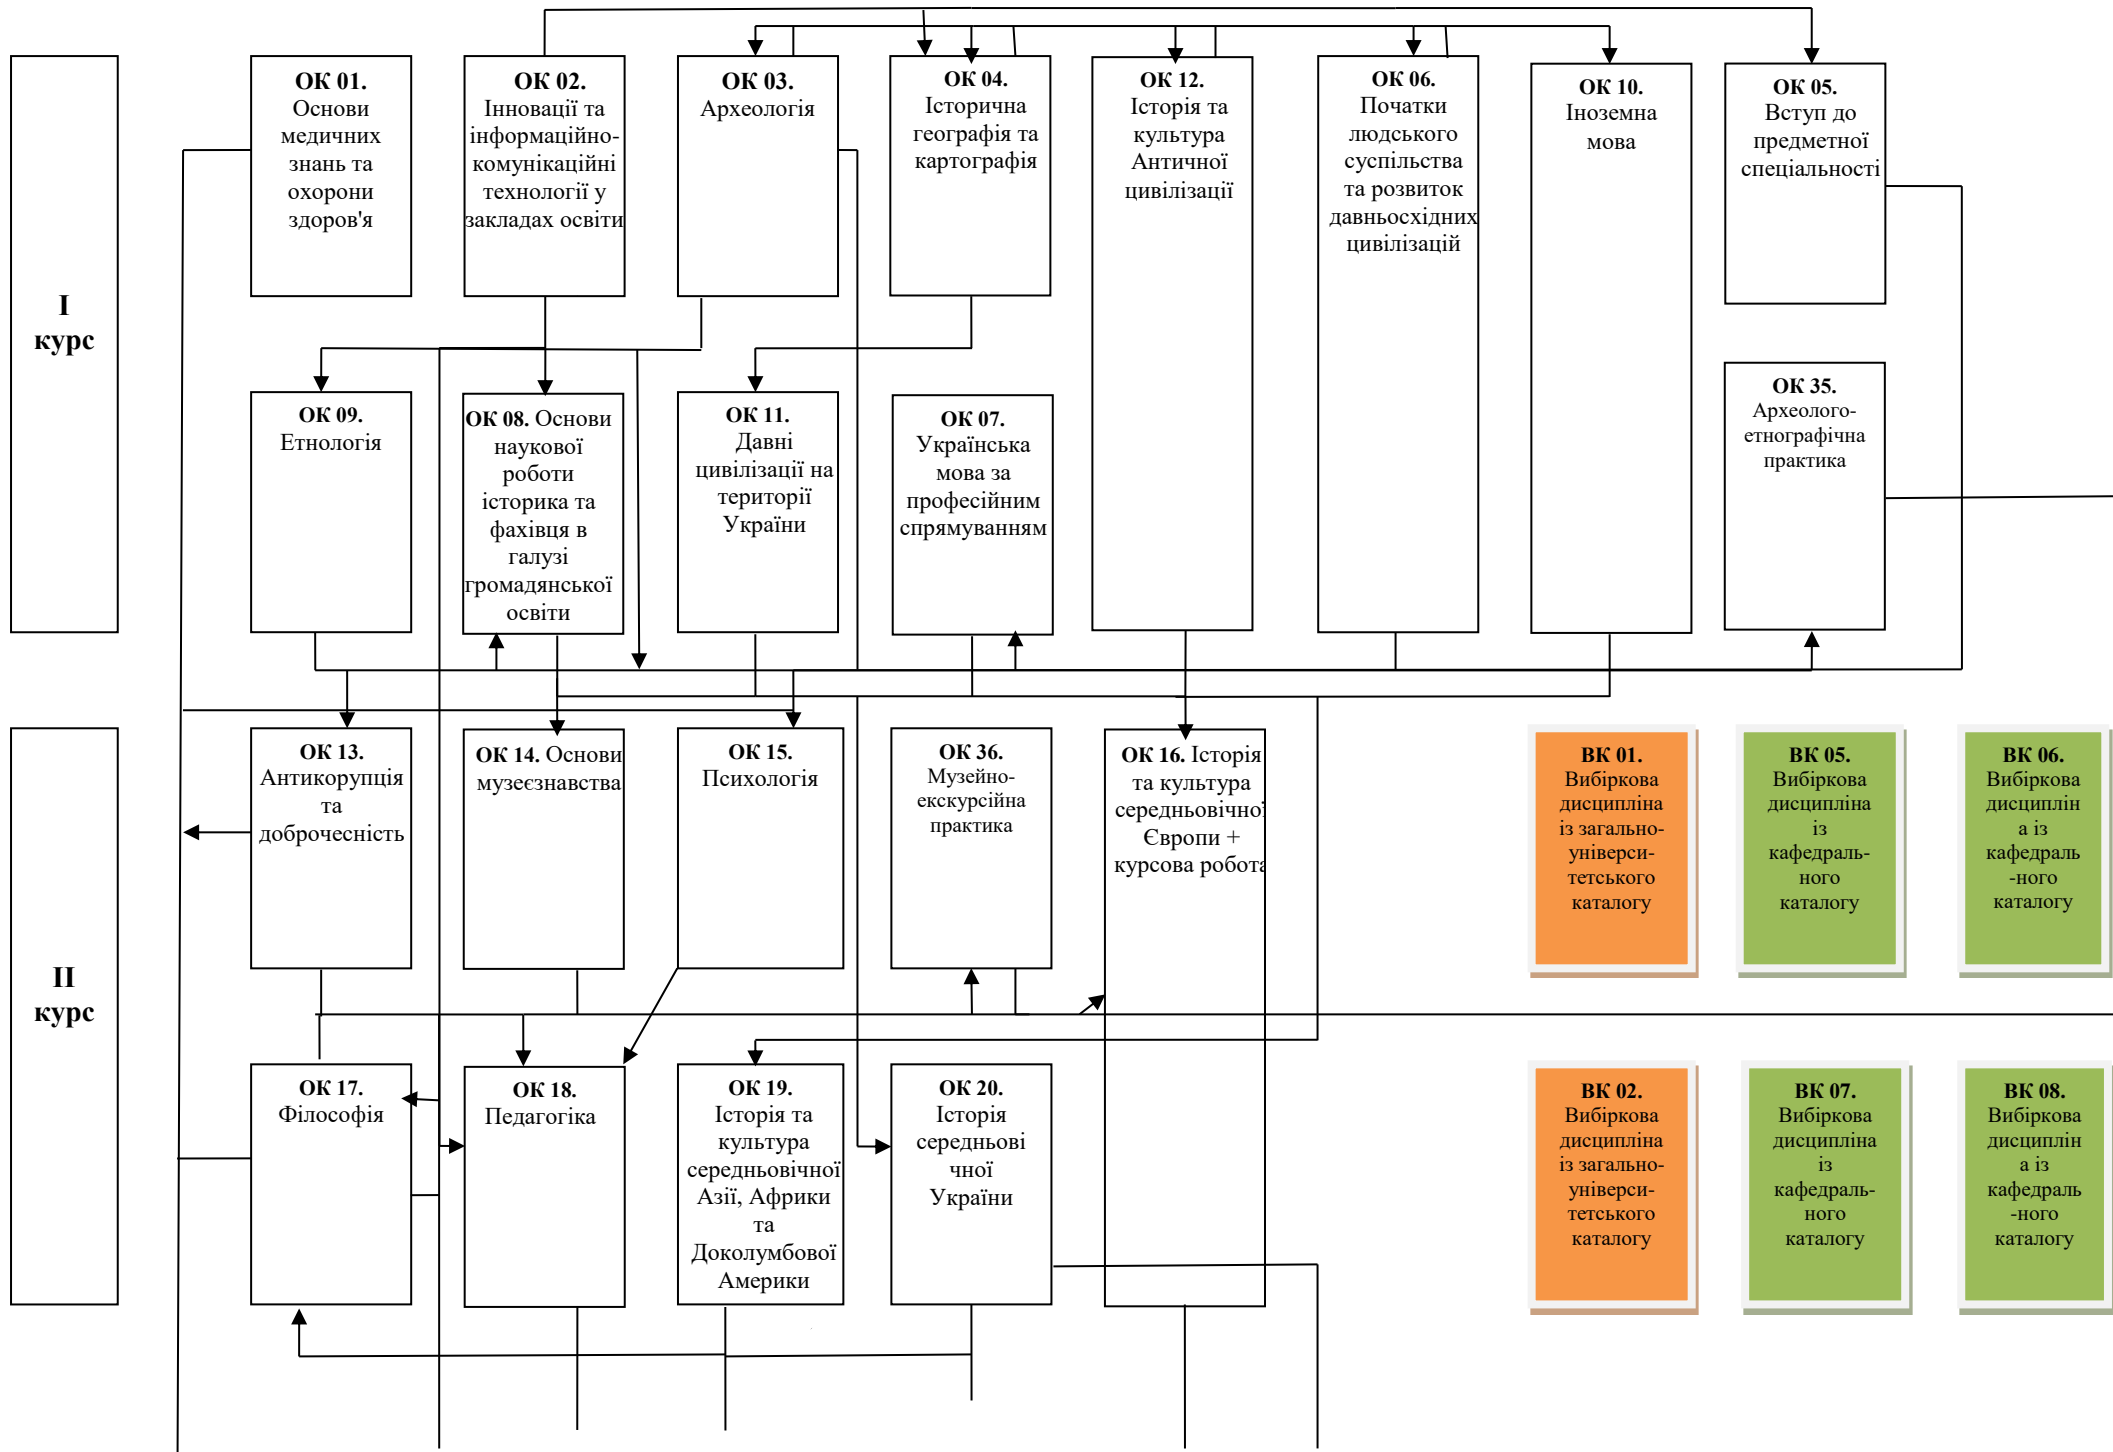 І
курс
ОК 01.
Основи
медичних
знань та
охорони
здоров'я
ОК 02.
Інновації та
інформаційно-
комунікаційні
технології у
закладах освіти
ОК 03.
Археологія
ОК 04.
Історична
географія та
картографія
ОК 12.
Історія та
культура
Античної
цивілізації
ОК 06.
Початки
людського
суспільства
та розвиток
давньосхідних
цивілізацій
ОК 10.
Іноземна
мова
ОК 05.
Вступ до
предметної
спеціальності
ОК 09.
Етнологія
ОК 08. Основи
наукової
роботи
історика та
фахівця в
галузі
громадянської
освіти
ОК 11.
Давні
цивілізації на
території
України
ОК 07.
Українська
мова за
професійним
спрямуванням
ОК 35.
Археолого-
етнографічна
практика
ІІ
курс
ОК 13.
Антикорупція
та
доброчесність
ОК 14. Основи
музеєзнавства
ОК 15.
Психологія
ОК 36.
Музейно-
екскурсійна
практика
ОК 16. Історія
та культура
середньовічної
Європи +
курсова робота
ВК 01.
Вибіркова
дисципліна
із загально-
універси-
тетського
каталогу
ВК 05.
Вибіркова
дисципліна
із
кафедраль-
ного
каталогу
ВК 06.
Вибіркова
дисциплін
а із
кафедраль
-ного
каталогу
ОК 17.
Філософія
ОК 18.
Педагогіка
ОК 19.
Історія та
культура
середньовічної
Азії, Африки
та
Доколумбової
Америки
ОК 20.
Історія
середньові
чної
України
ВК 02.
Вибіркова
дисципліна
із загально-
універси-
тетського
каталогу
ВК 07.
Вибіркова
дисципліна
із
кафедраль-
ного
каталогу
ВК 08.
Вибіркова
дисциплін
а із
кафедраль
-ного
каталогу